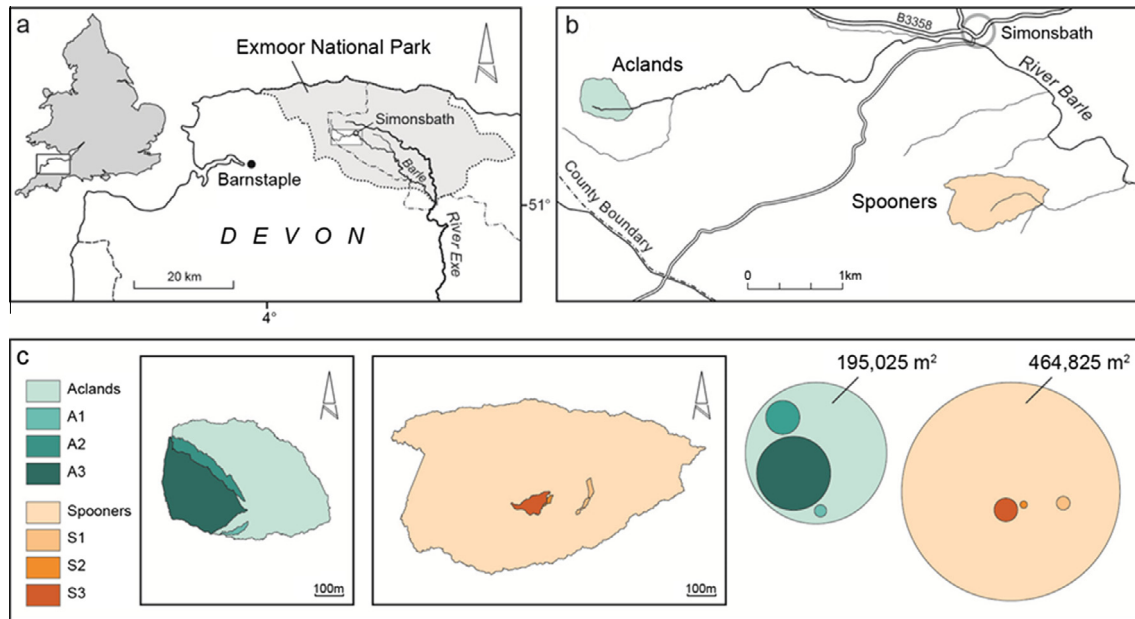 a
Exmoor National Park
Simonsbath
Barle
Barnstaple
River Exe
DEVON
20 km
51°
4°
b
B3358
Simonsbath
Aclands
River Barle
Spooners
County Boundary
0 1km
c
Aclands
A1
A2
A3
Spooners
S1
S2
S3
100m
100m
195,025 m²
464,825 m²